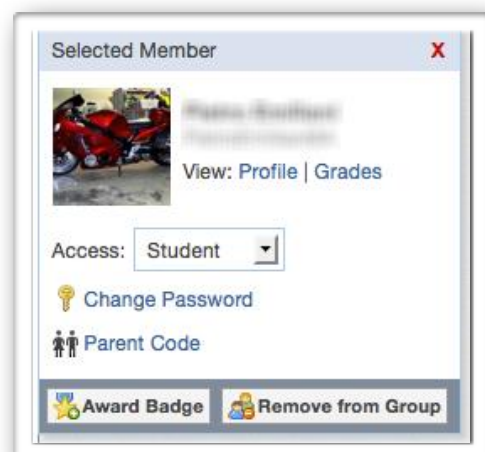 Selected Member X
View: Profile | Grades
Access: Student
Change Password
Parent Code
Award Badge Remove from Group